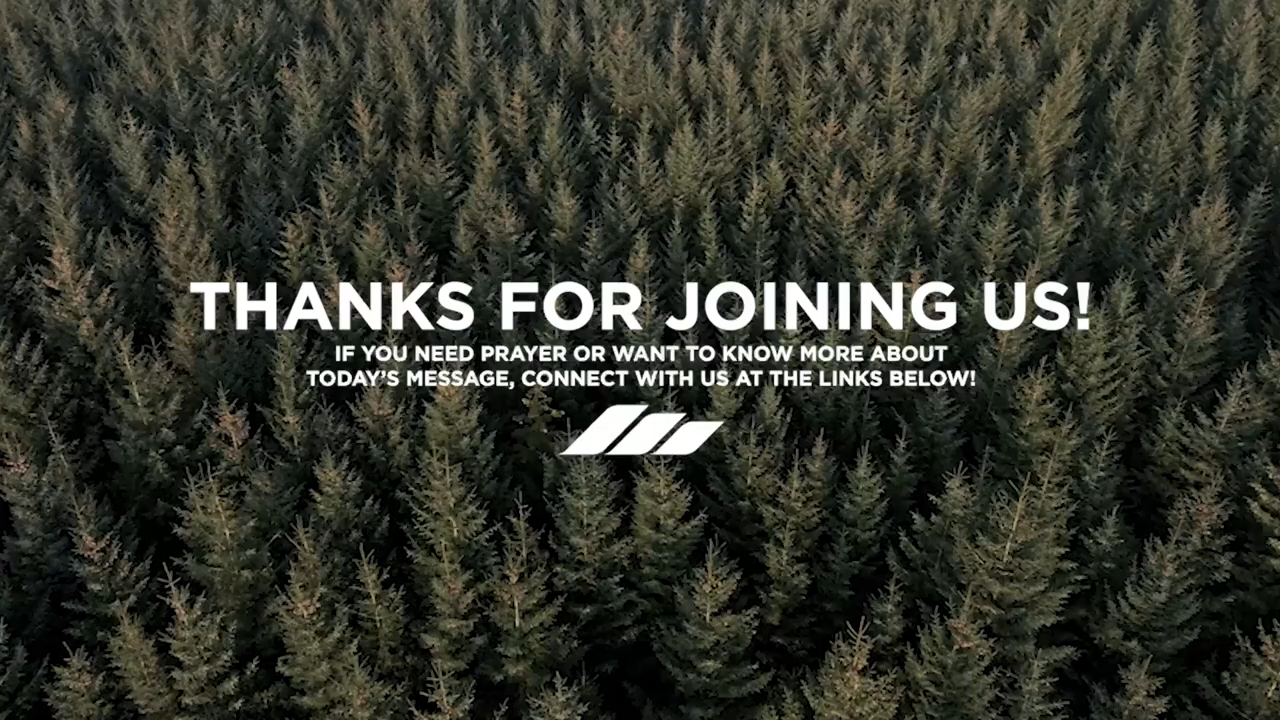 THANKS FOR JOINING US!
IF YOU NEED PRAYER OR WANT TO KNOW MORE ABOUT
TODAY'S MESSAGE, CONNECT WITH US AT THE LINKS BELOW!